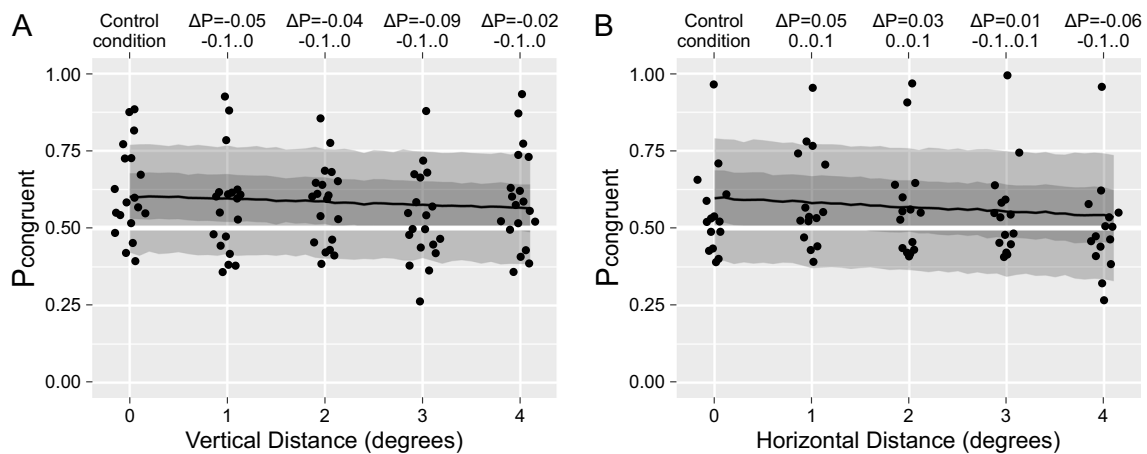 A
Control condition
ΔP=-0.05 -0.1..0
ΔP=-0.04 -0.1..0
ΔP=-0.09 -0.1..0
ΔP=-0.02 -0.1..0
Pcongruent
1.00
0.75
0.50
0.25
0.00
0 1 2 3 4
Vertical Distance (degrees)
B
Control condition
ΔP=0.05 0..0.1
ΔP=0.03 0..0.1
ΔP=0.01 -0.1..0.1
ΔP=-0.06 -0.1..0
Pcongruent
1.00
0.75
0.50
0.25
0.00
0 1 2 3 4
Horizontal Distance (degrees)